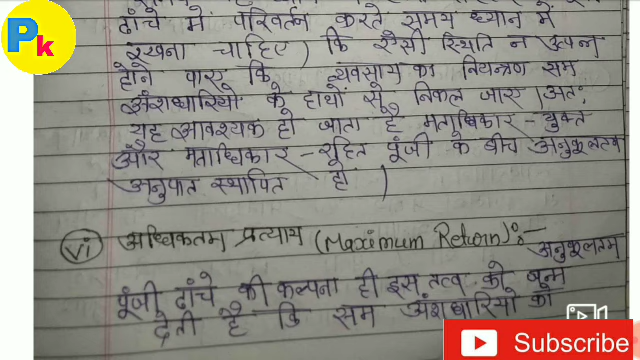 Pk
ढाँचे में परिवर्तन करते समय ध्यान में
रखना चाहिए) कि ऐसी स्थिति न उत्पन्न
होने पाए कि व्यवसाय का नियन्त्रण सम
अंशधारियो के हाथों से निकल जाए। अतः
यह आवश्यक हो जाता है मताधिकार-युक्त
और मताधिकार-रहित पूंजी के बीच अनुकूलतम
अनुपात स्थापित हो।
(vi) अधिकतम प्रत्याय (Maximum Return):- अनुकूलतम
पूंजी ढांचे की कल्पना ही इस तत्व को जन्म
देती है कि सम अंशधारियो को
Subscribe